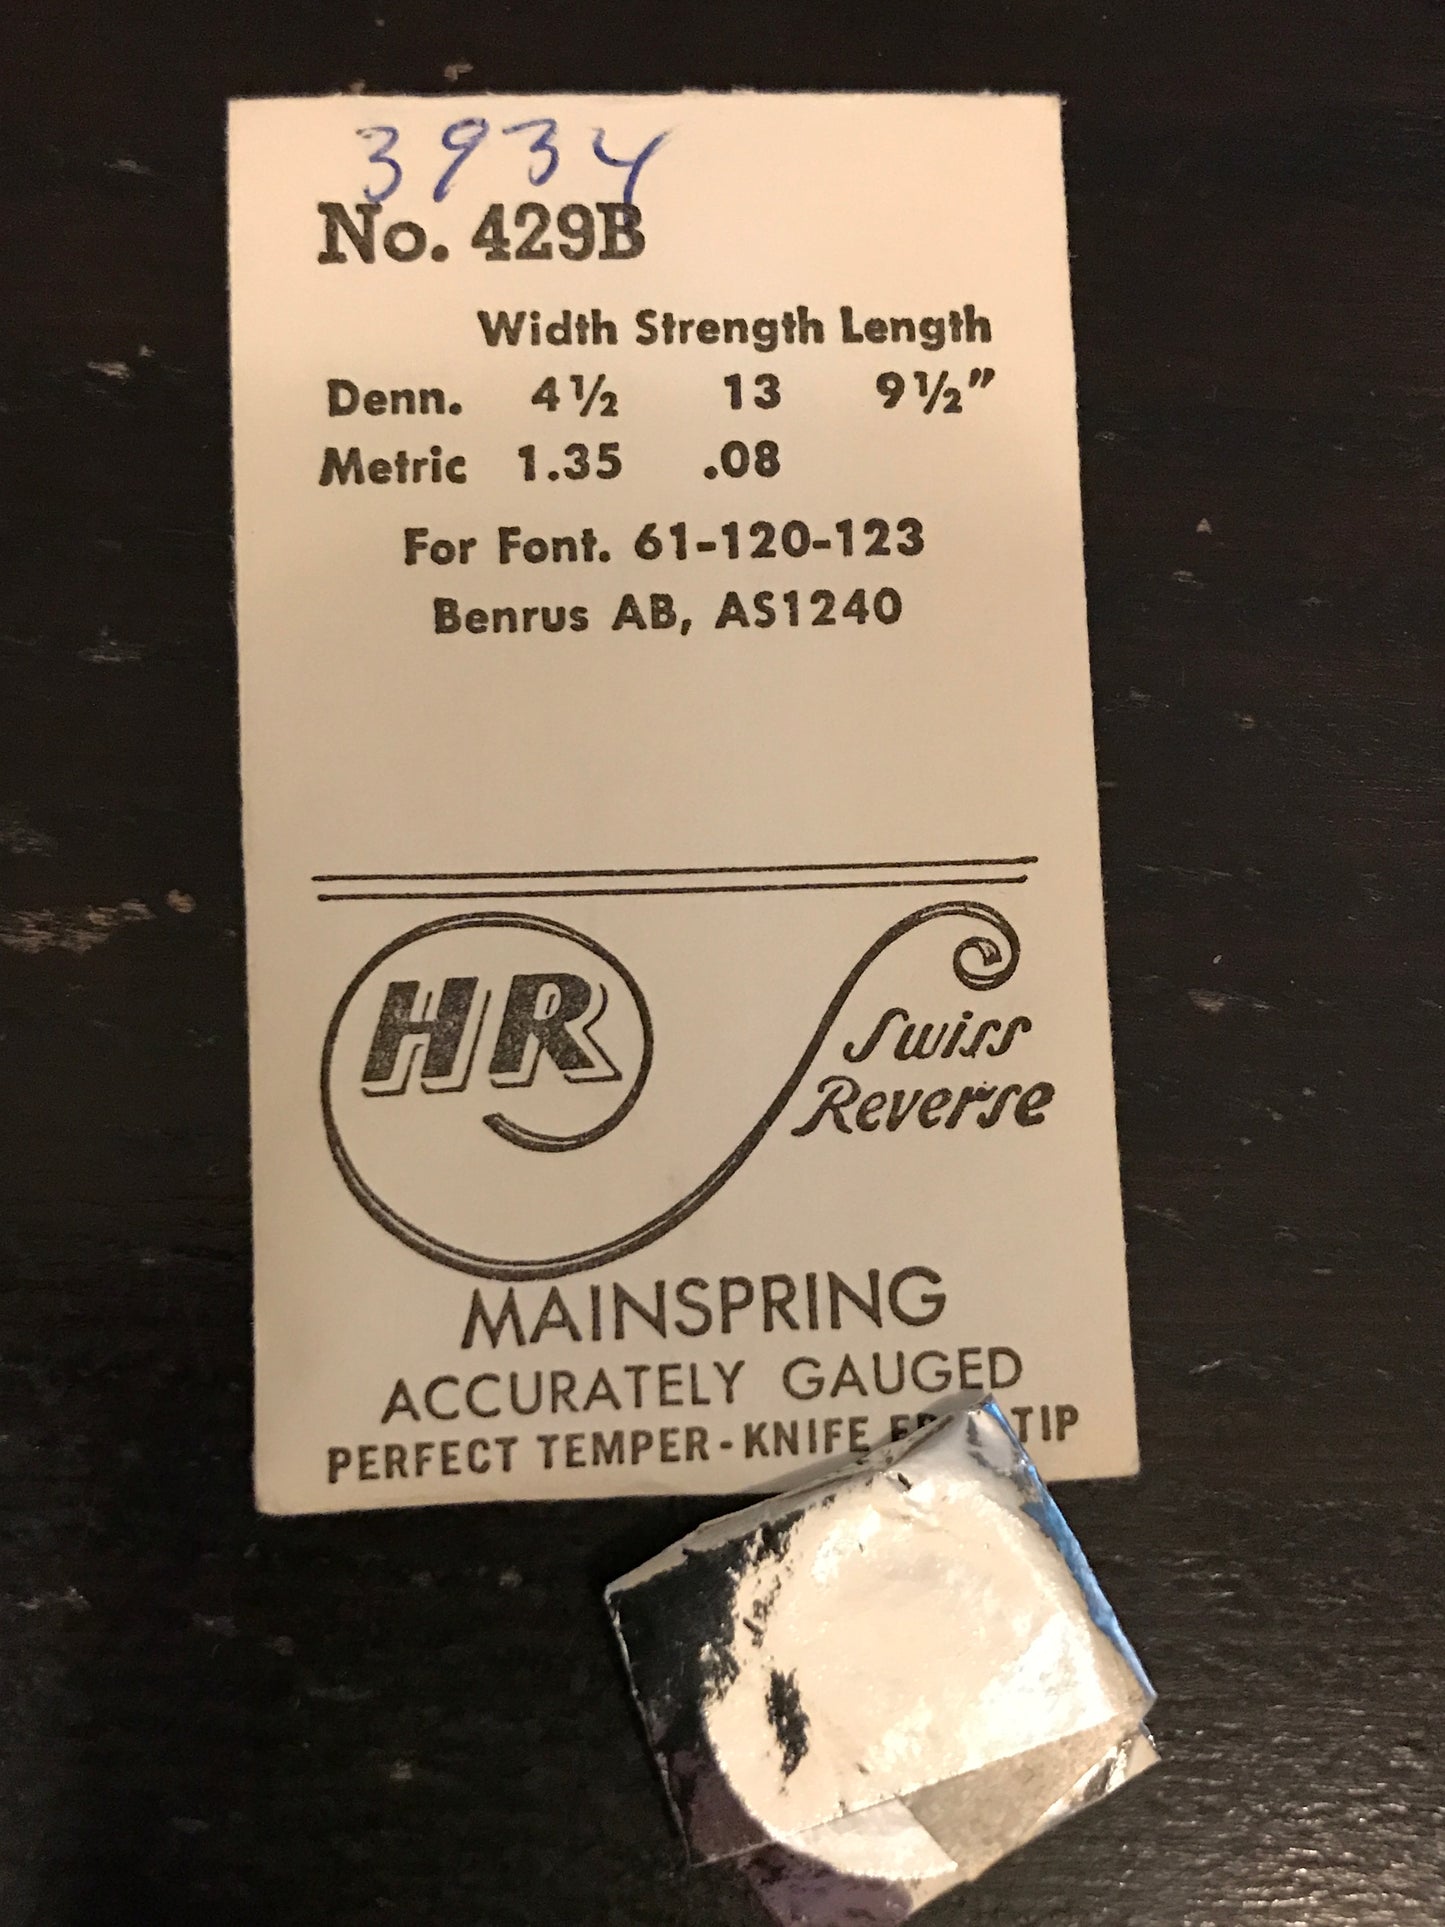 3934
No. 429B
Width Strength Length
Denn. 4½ 13 9½"
Metric 1.35 .08
For Font. 61-120-123
Benrus AB, AS1240
HR
Swiss
Reverse
MAINSPRING
ACCURATELY GAUGED
PERFECT TEMPER-KNIFE TIP